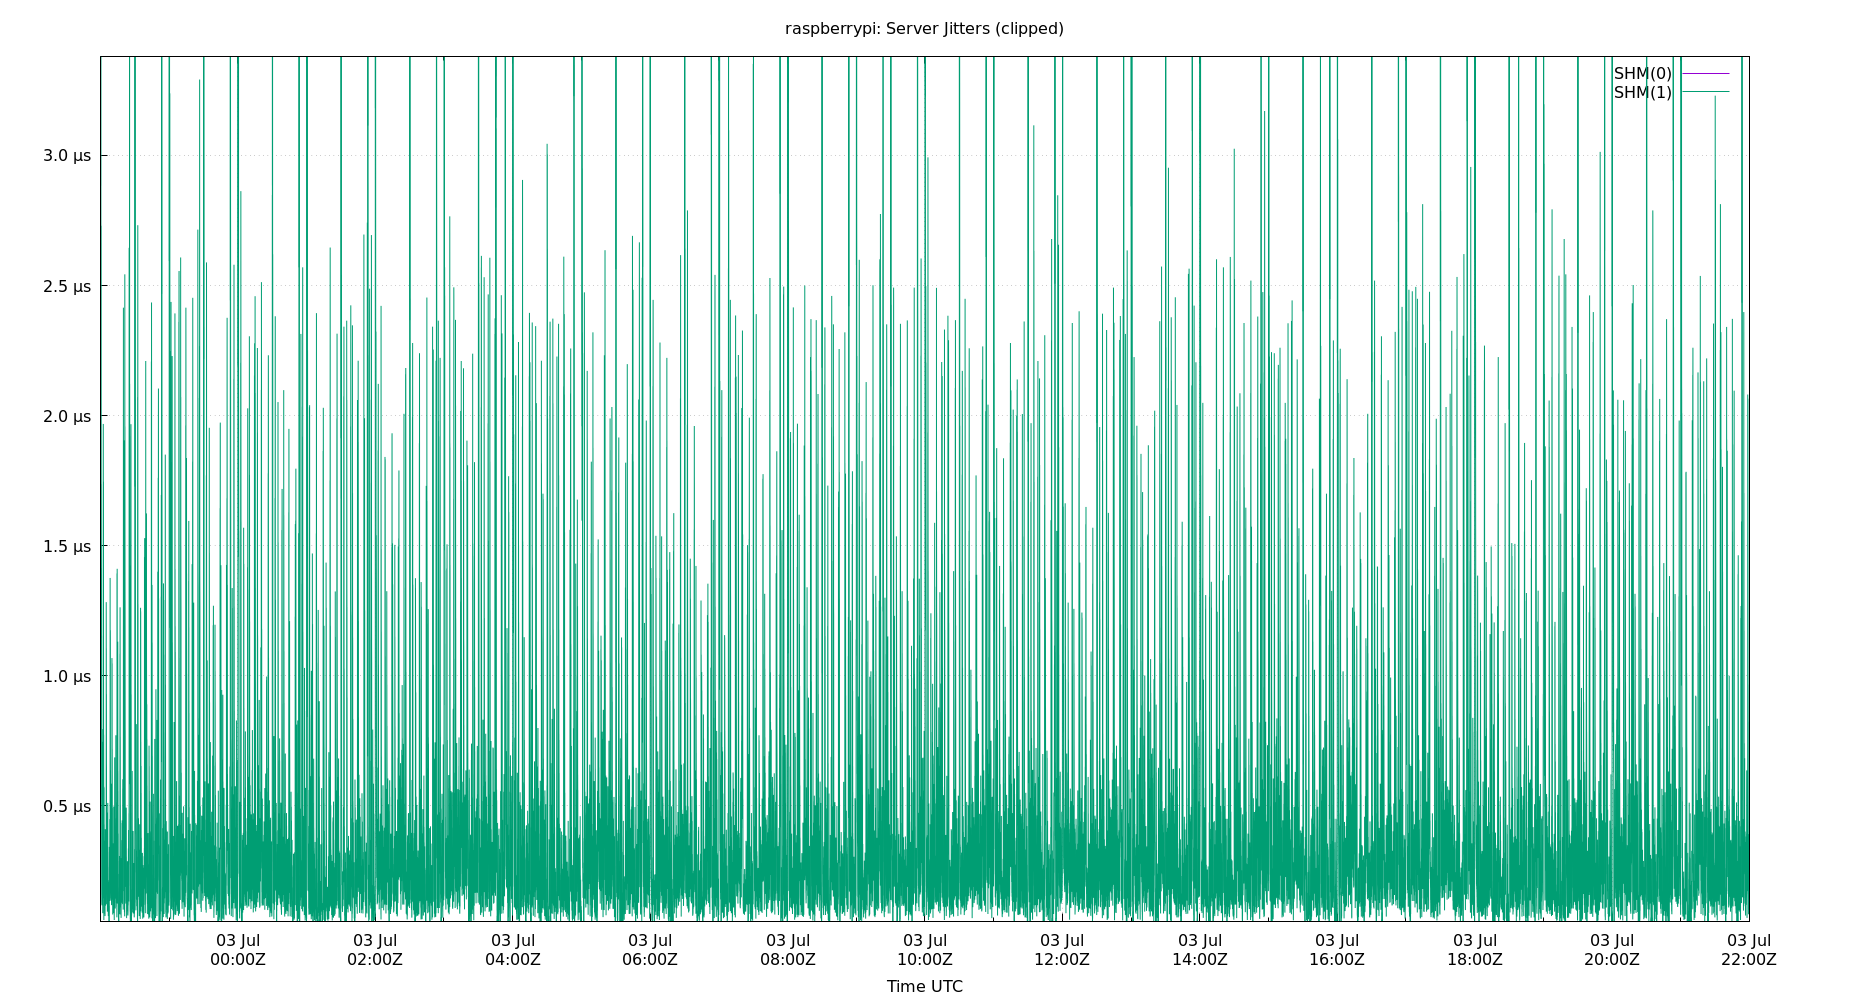 raspberrypi: Server Jitters (clipped)
SHM(0)
SHM(1)
3.0 µs
2.5 µs
2.0 µs
1.5 µs
1.0 µs
0.5 µs
03 Jul 03 Jul 03 Jul 03 Jul 03 Jul 03 Jul 03 Jul 03 Jul 03 Jul 03 Jul 03 Jul 03 Jul
00:00Z 02:00Z 04:00Z 06:00Z 08:00Z 10:00Z 12:00Z 14:00Z 16:00Z 18:00Z 20:00Z 22:00Z
Time UTC